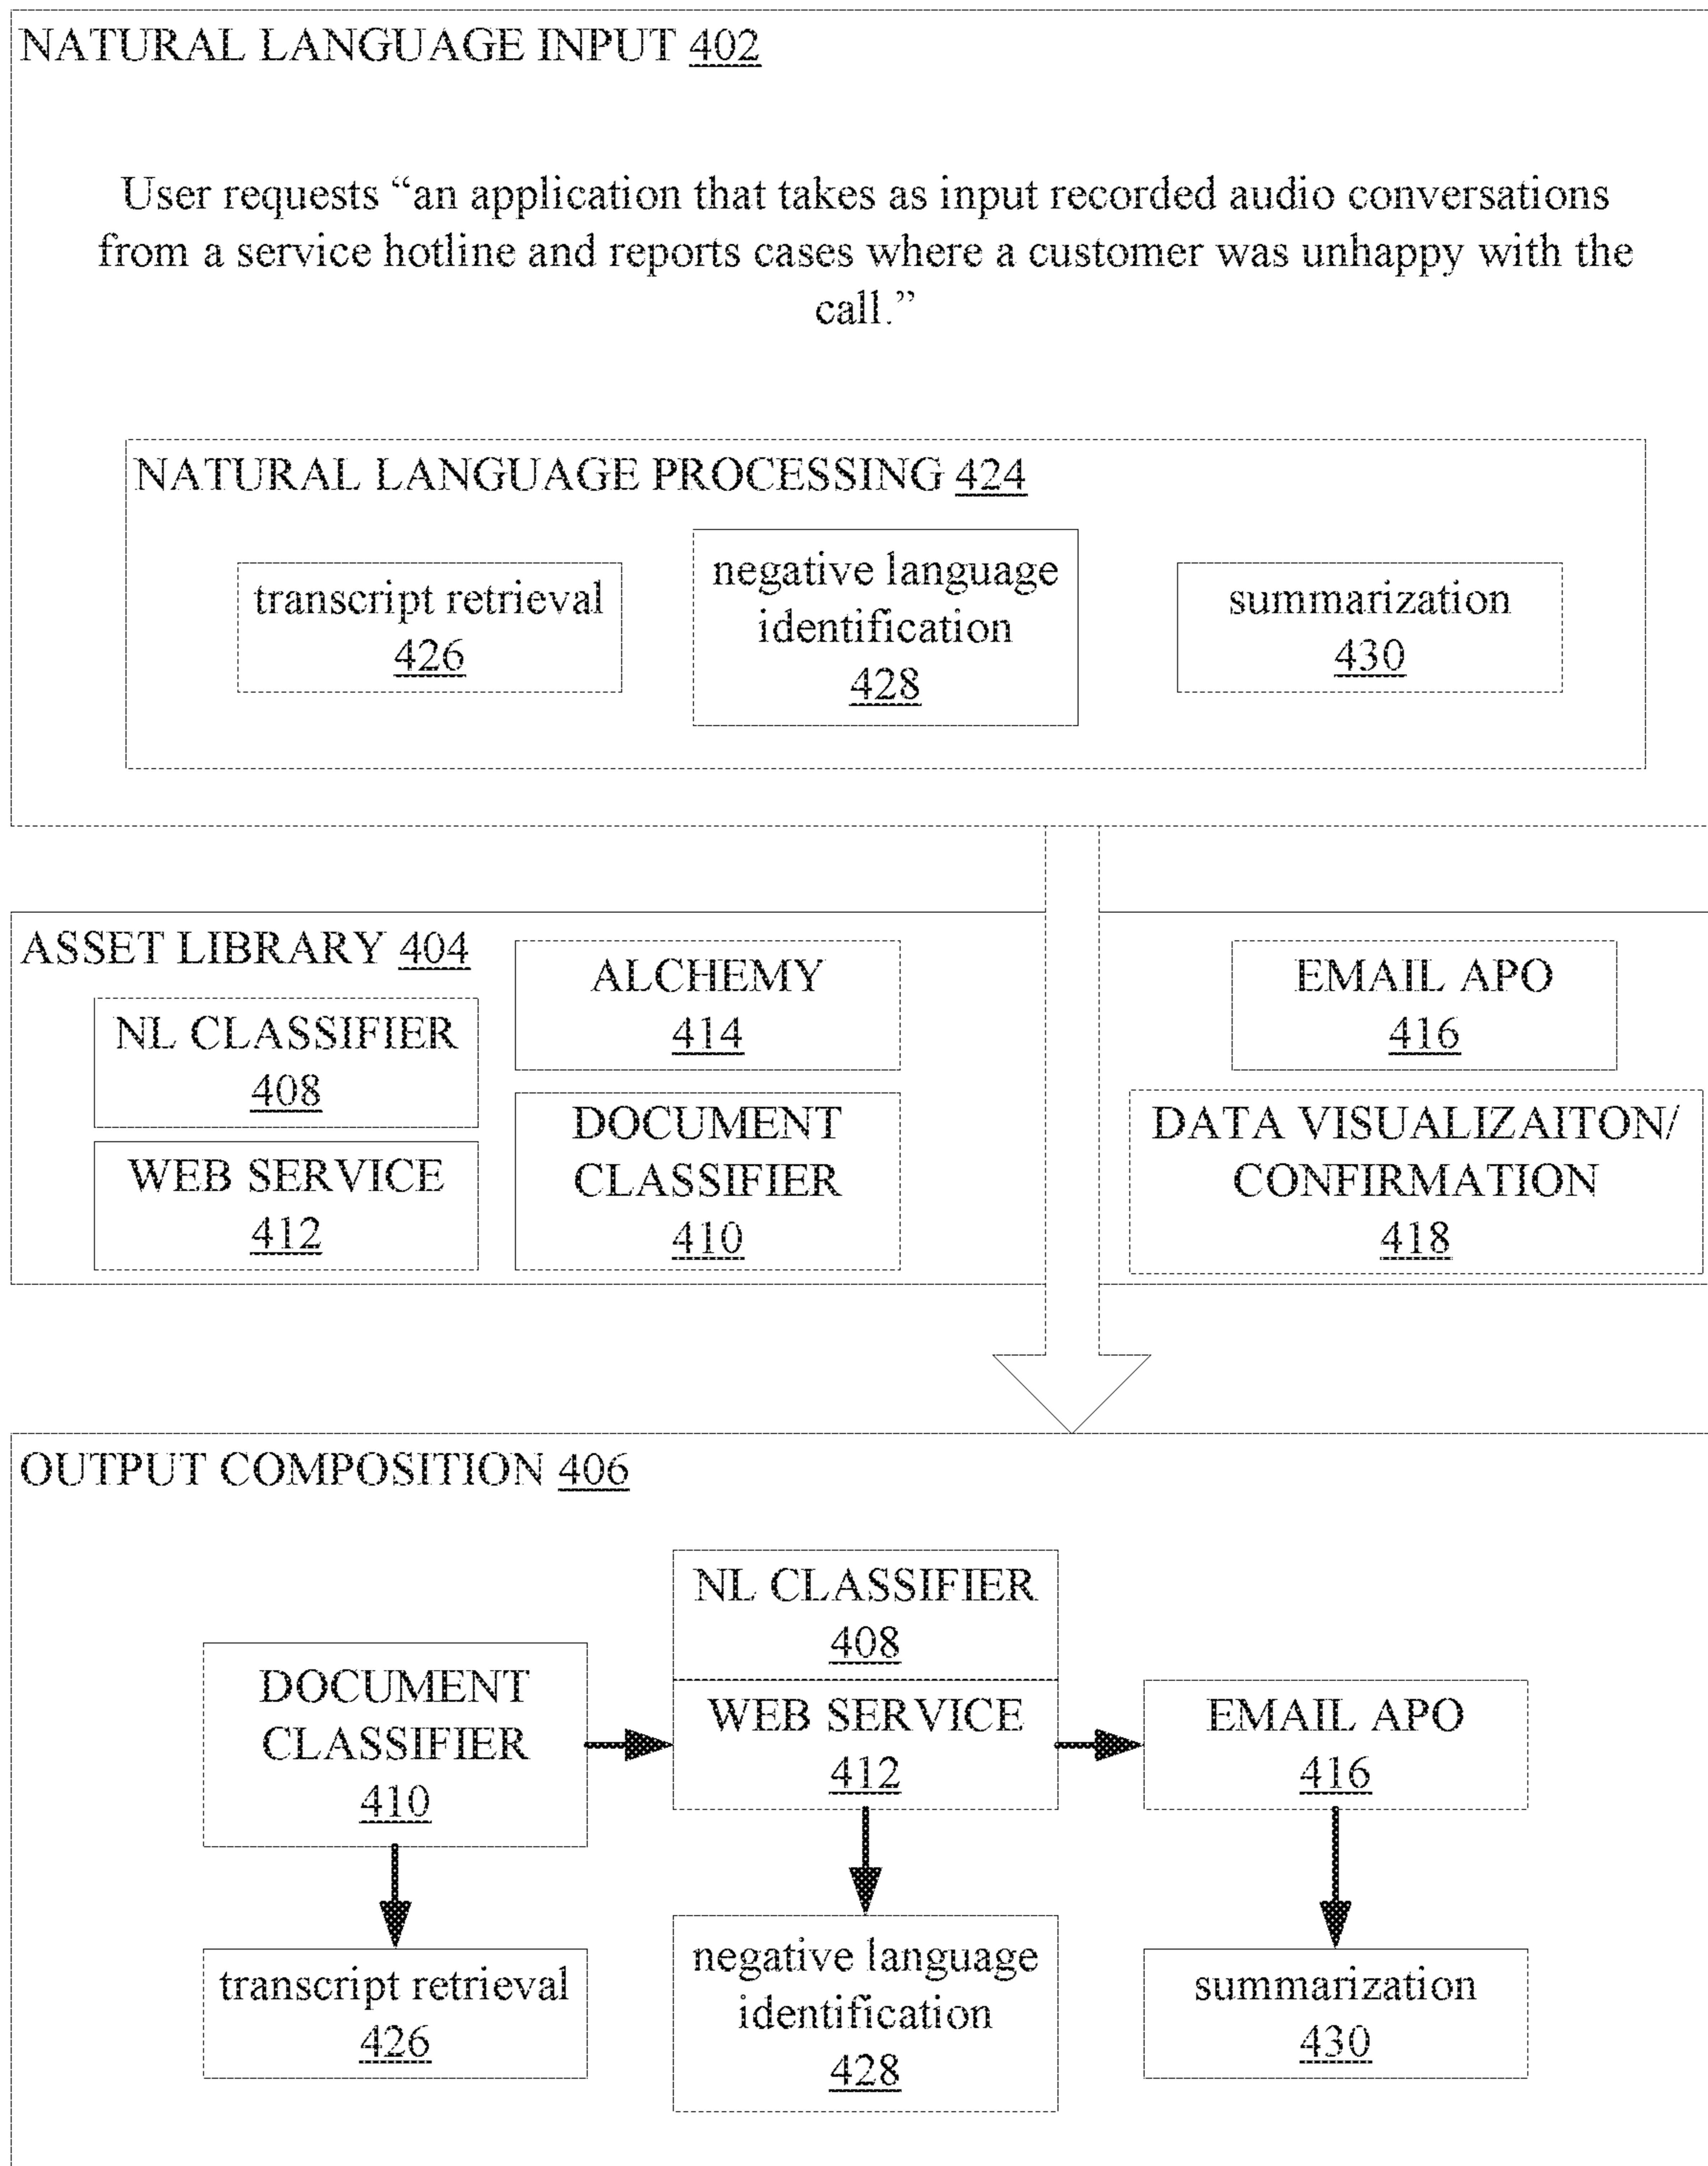 NATURAL LANGUAGE INPUT 402
User requests “an application that takes as input recorded audio conversations
from a service hotline and reports cases where a customer was unhappy with the
call.”
NATURAL LANGUAGE PROCESSING 424
transcript retrieval
426
negative language
identification
428
summarization
430
ASSET LIBRARY 404
NL CLASSIFIER
408
WEB SERVICE
412
ALCHEMY
414
DOCUMENT
CLASSIFIER
410
EMAIL APO
416
DATA VISUALIZAITON/
CONFIRMATION
418
OUTPUT COMPOSITION 406
DOCUMENT
CLASSIFIER
410
NL CLASSIFIER
408
WEB SERVICE
412
EMAIL APO
416
transcript retrieval
426
negative language
identification
428
summarization
430